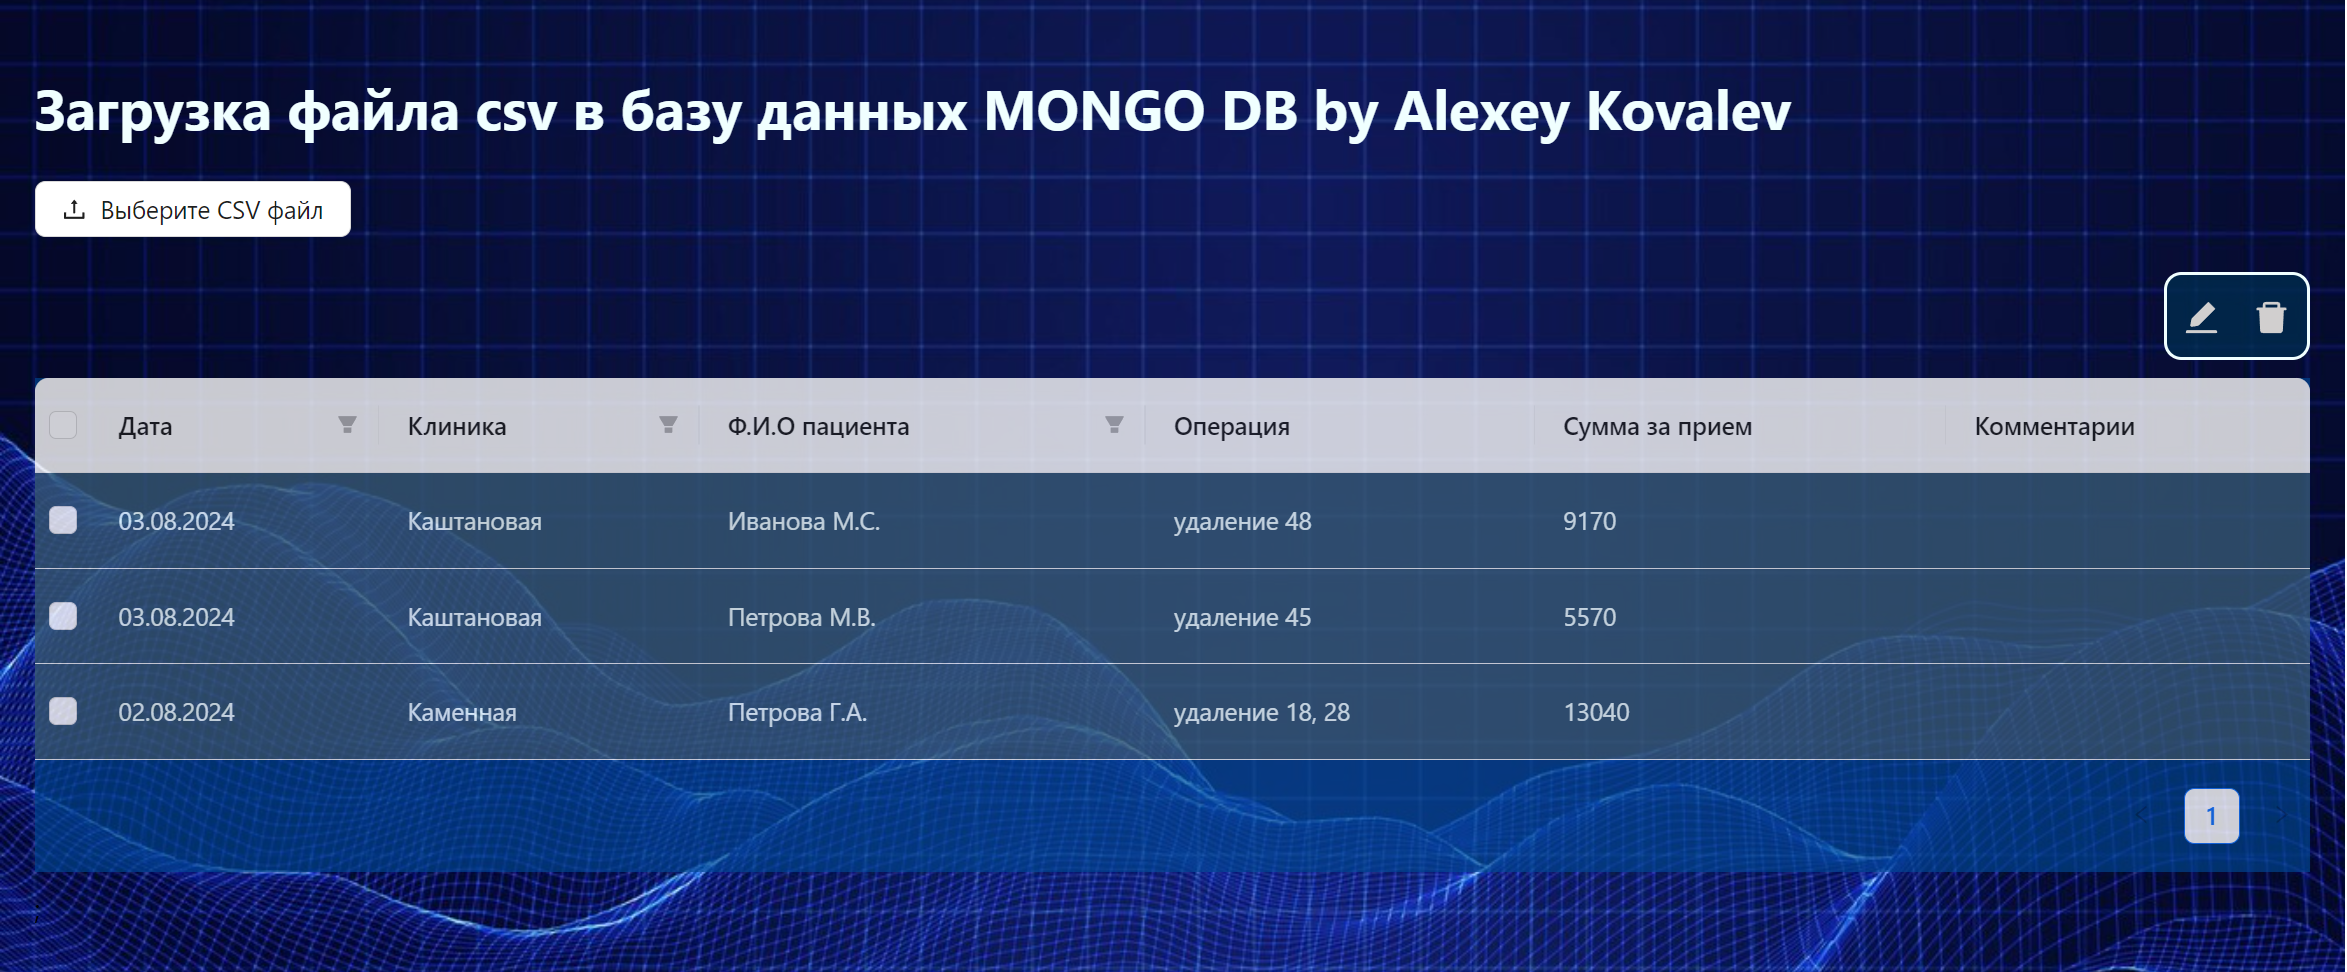 Загрузка файла csv в базу данных MONGO DB by Alexey Kovalev
Выберите CSV файл
Дата Клиника Ф.И.О пациента Операция Сумма за прием Комментарии
03.08.2024 Каштановая Иванова М.С. удаление 48 9170
03.08.2024 Каштановая Петрова М.В. удаление 45 5570
02.08.2024 Каменная Петрова Г.А. удаление 18, 28 13040
1